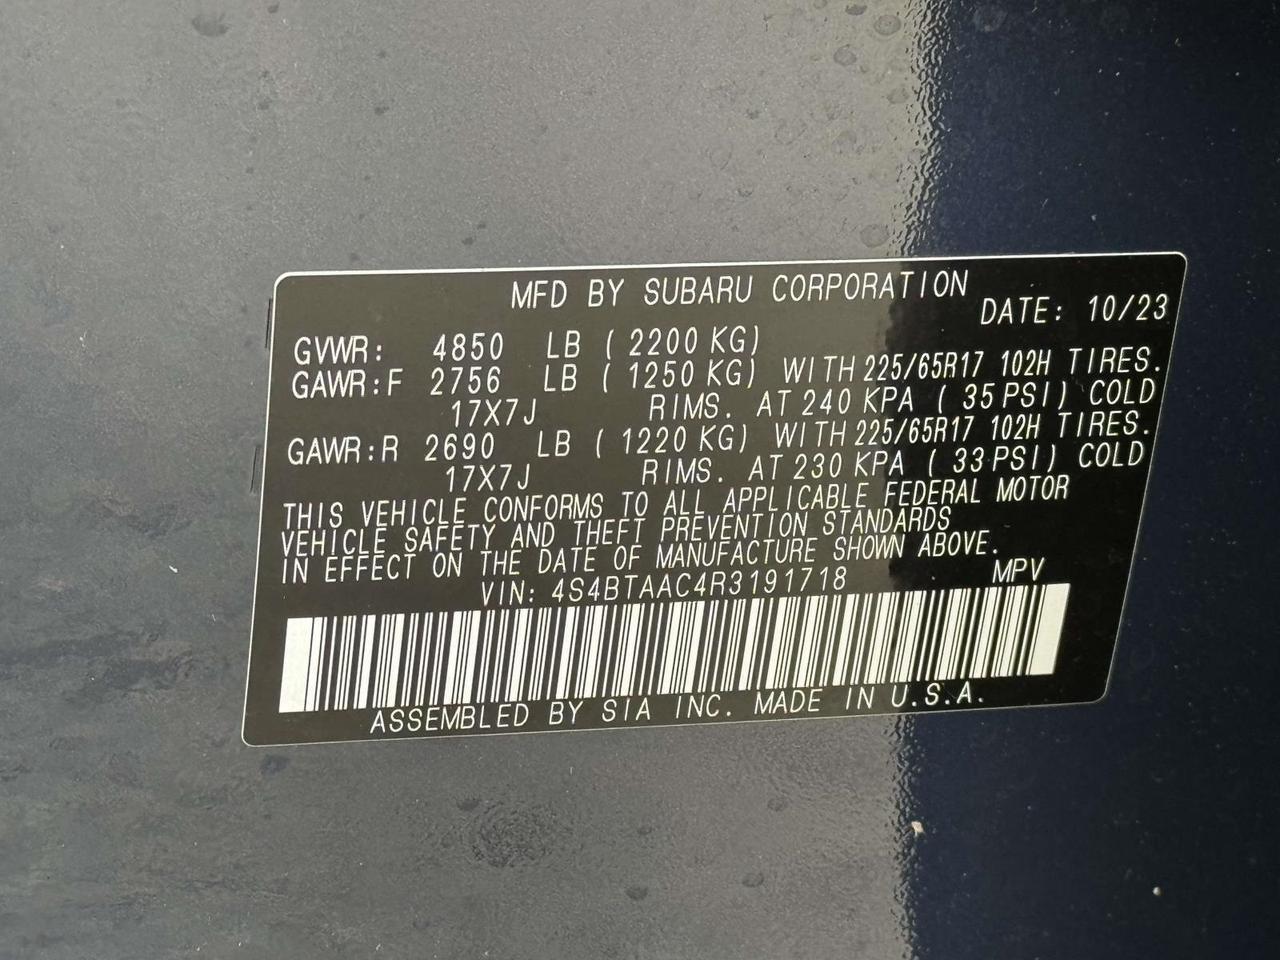 MFD BY SUBARU CORPORATION
DATE: 10/23
GVWR: 4850 LB ( 2200 KG)
GAWR:F 2756 LB ( 1250 KG) WITH 225/65R17 102H TIRES.
17X7J RIMS. AT 240 KPA ( 35 PSI) COLD
GAWR:R 2690 LB ( 1220 KG) WITH 225/65R17 102H TIRES.
17X7J RIMS. AT 230 KPA ( 33 PSI) COLD
THIS VEHICLE CONFORMS TO ALL APPLICABLE FEDERAL MOTOR
VEHICLE SAFETY AND THEFT PREVENTION STANDARDS
IN EFFECT ON THE DATE OF MANUFACTURE SHOWN ABOVE.
VIN: 4S4BTAAC4R3191718 MPV
ASSEMBLED BY SIA INC. MADE IN U.S.A.